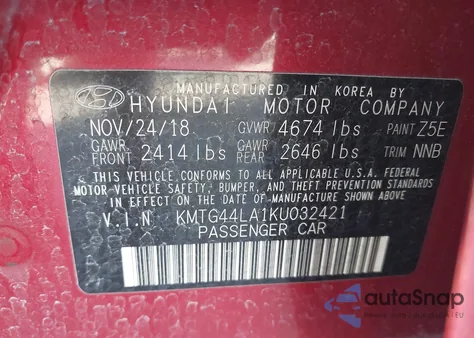 MANUFACTURED IN KOREA BY
HYUNDAI MOTOR COMPANY
NOV/24/18 GVWR 4674 lbs PAINT Z5E
GAWR FRONT 2414 lbs GAWR REAR 2646 lbs TRIM NNB
THIS VEHICLE CONFORMS TO ALL APPLICABLE U.S.A. FEDERAL
MOTOR VEHICLE SAFETY, BUMPER, AND THEFT PREVENTION STANDARDS
IN EFFECT ON THE DATE OF MANUFACTURE SHOWN ABOVE
V.I.N KMTG44LA1KU032421
PASSENGER CAR
autoSnap